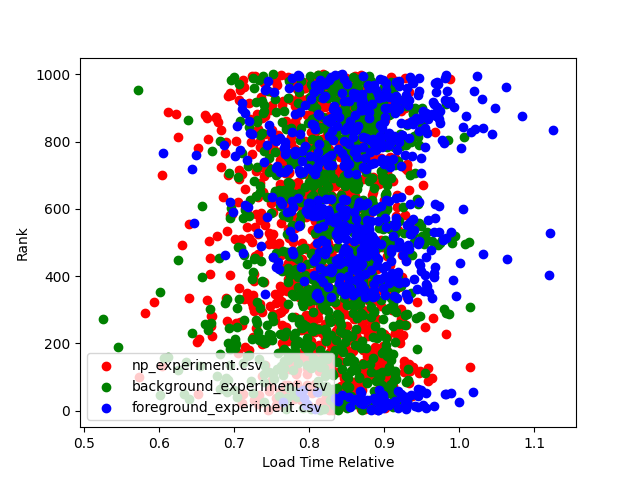 1000
800
600
400
200
0
Rank
np_experiment.csv
background_experiment.csv
foreground_experiment.csv
0.5 0.6 0.7 0.8 0.9 1.0 1.1
Load Time Relative